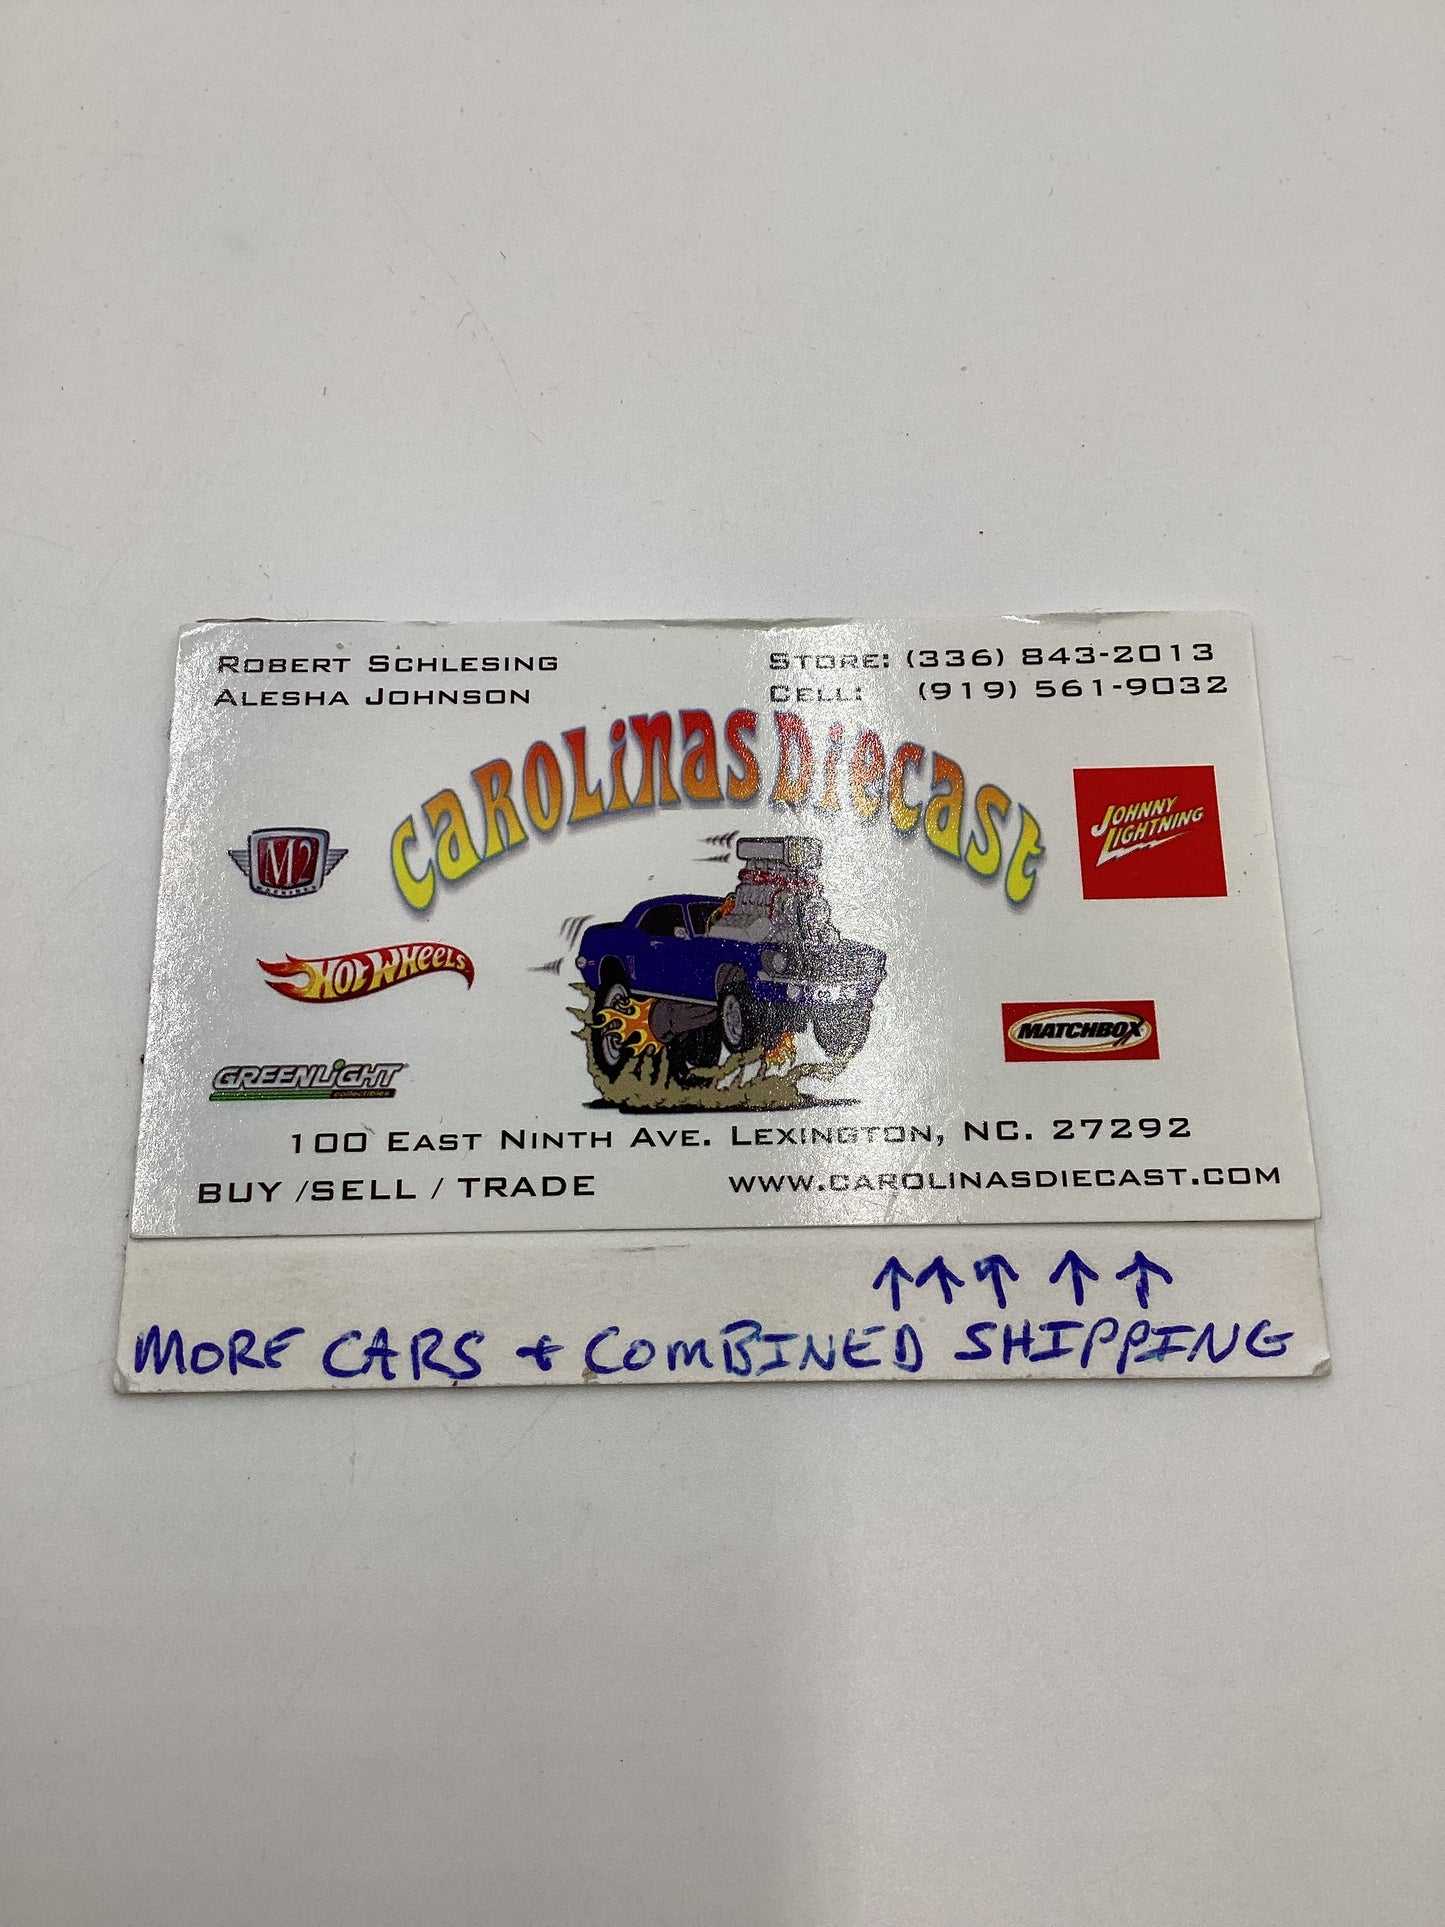 Robert Schlesing
Alesha Johnson
Store: (336) 843-2013
Cell: (919) 561-9032
Carolinas Diecast
M2
MACHINES
Johnny Lightning
Hot Wheels
GREENLiGHT
collectibles
MATCHBOX
100 East Ninth Ave. Lexington, NC. 27292
BUY /SELL / TRADE
www.carolinasdiecast.com
↑↑↑↑↑
MORE CARS + COMBINED SHIPPING